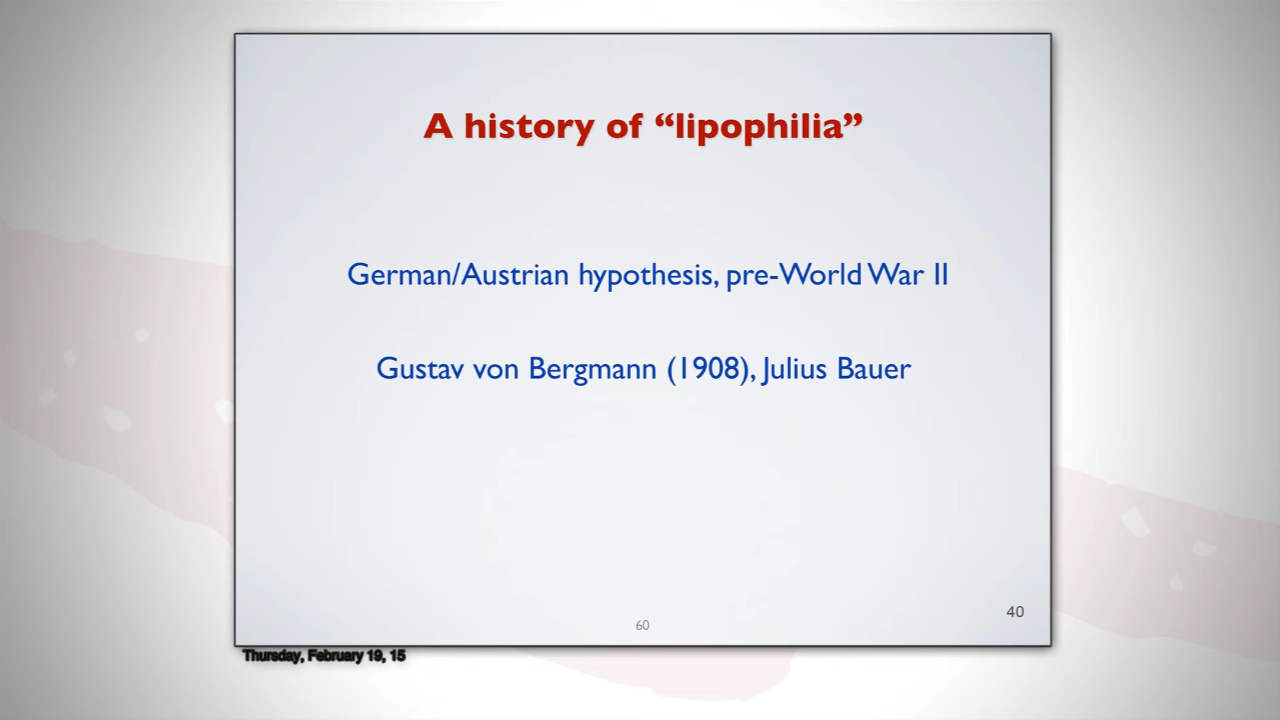 A history of “lipophilia”
German/Austrian hypothesis, pre-World War II
Gustav von Bergmann (1908), Julius Bauer
40
60
Thursday, February 19, 15